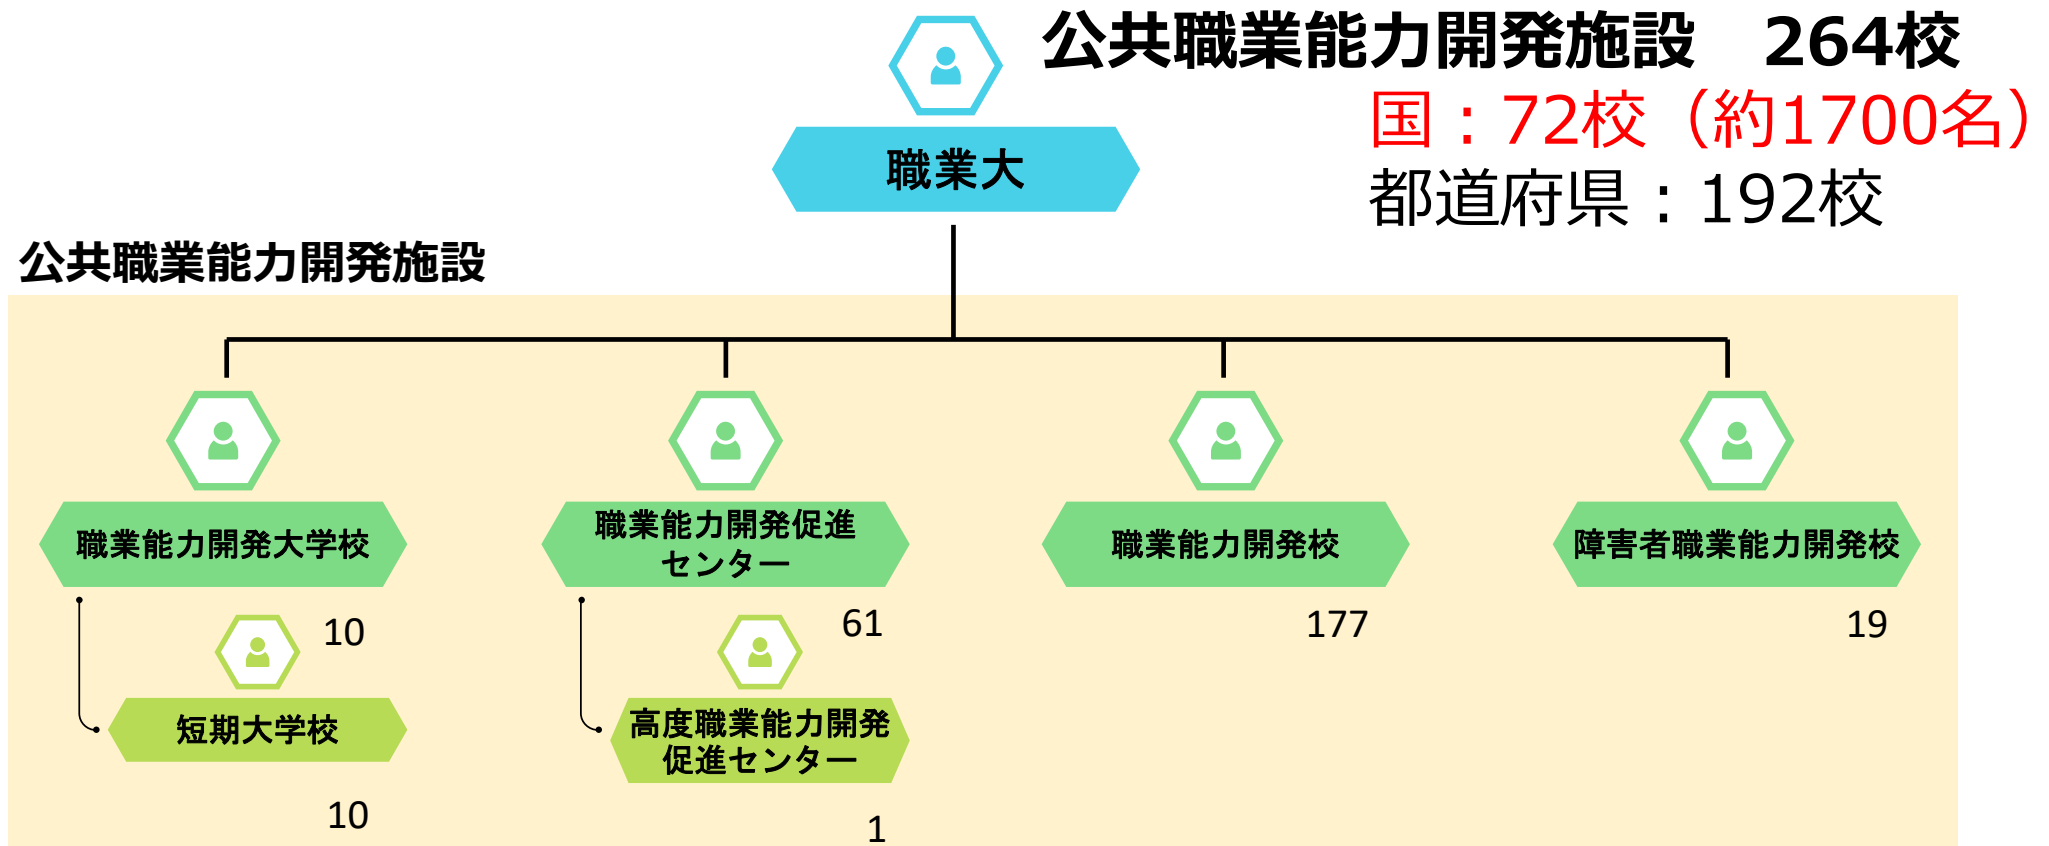 公共職業能力開発施設　264校
国：72校（約1700名）
都道府県：192校
職業大
公共職業能力開発施設
職業能力開発大学校
10
短期大学校
10
職業能力開発促進
センター
61
高度職業能力開発
促進センター
1
職業能力開発校
177
障害者職業能力開発校
19